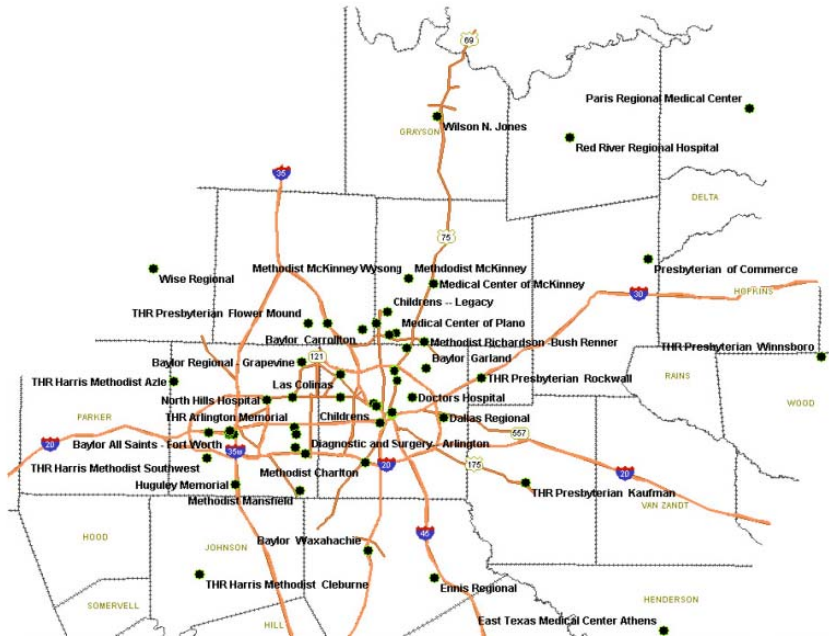 69
Paris Regional Medical Center
Wilson N. Jones
GRAYSON
Red River Regional Hospital
35
DELTA
75
Wise Regional
Methodist McKinney Wysong
Methdodist McKinney
Presbyterian of Commerce
Medical Center of McKinney
30
HOPKINS
Childrens -- Legacy
THR Presbyterian Flower Mound
Medical Center of Plano
Baylor Carrollton
Methodist Richardson -Bush Renner
THR Presbyterian Winnsboro
Baylor Regional - Grapevine
121
Baylor Garland
THR Harris Methodist Azle
Las Colinas
THR Presbyterian Rockwall
RAINS
North Hills Hospital
Doctors Hospital
WOOD
PARKER
THR Arlington Memorial
Childrens
Dallas Regional
557
20
Baylor All Saints - Fort Worth
Diagnostic and Surgery - Arlington
35W
THR Harris Methodist Southwest
Methodist Charlton
20
175
20
Huguley Memorial
THR Presbyterian Kaufman
Methodist Mansfield
VAN ZANDT
HOOD
JOHNSON
Baylor Waxahachie
45
THR Harris Methodist Cleburne
Ennis Regional
SOMERVELL
HENDERSON
HILL
East Texas Medical Center Athens